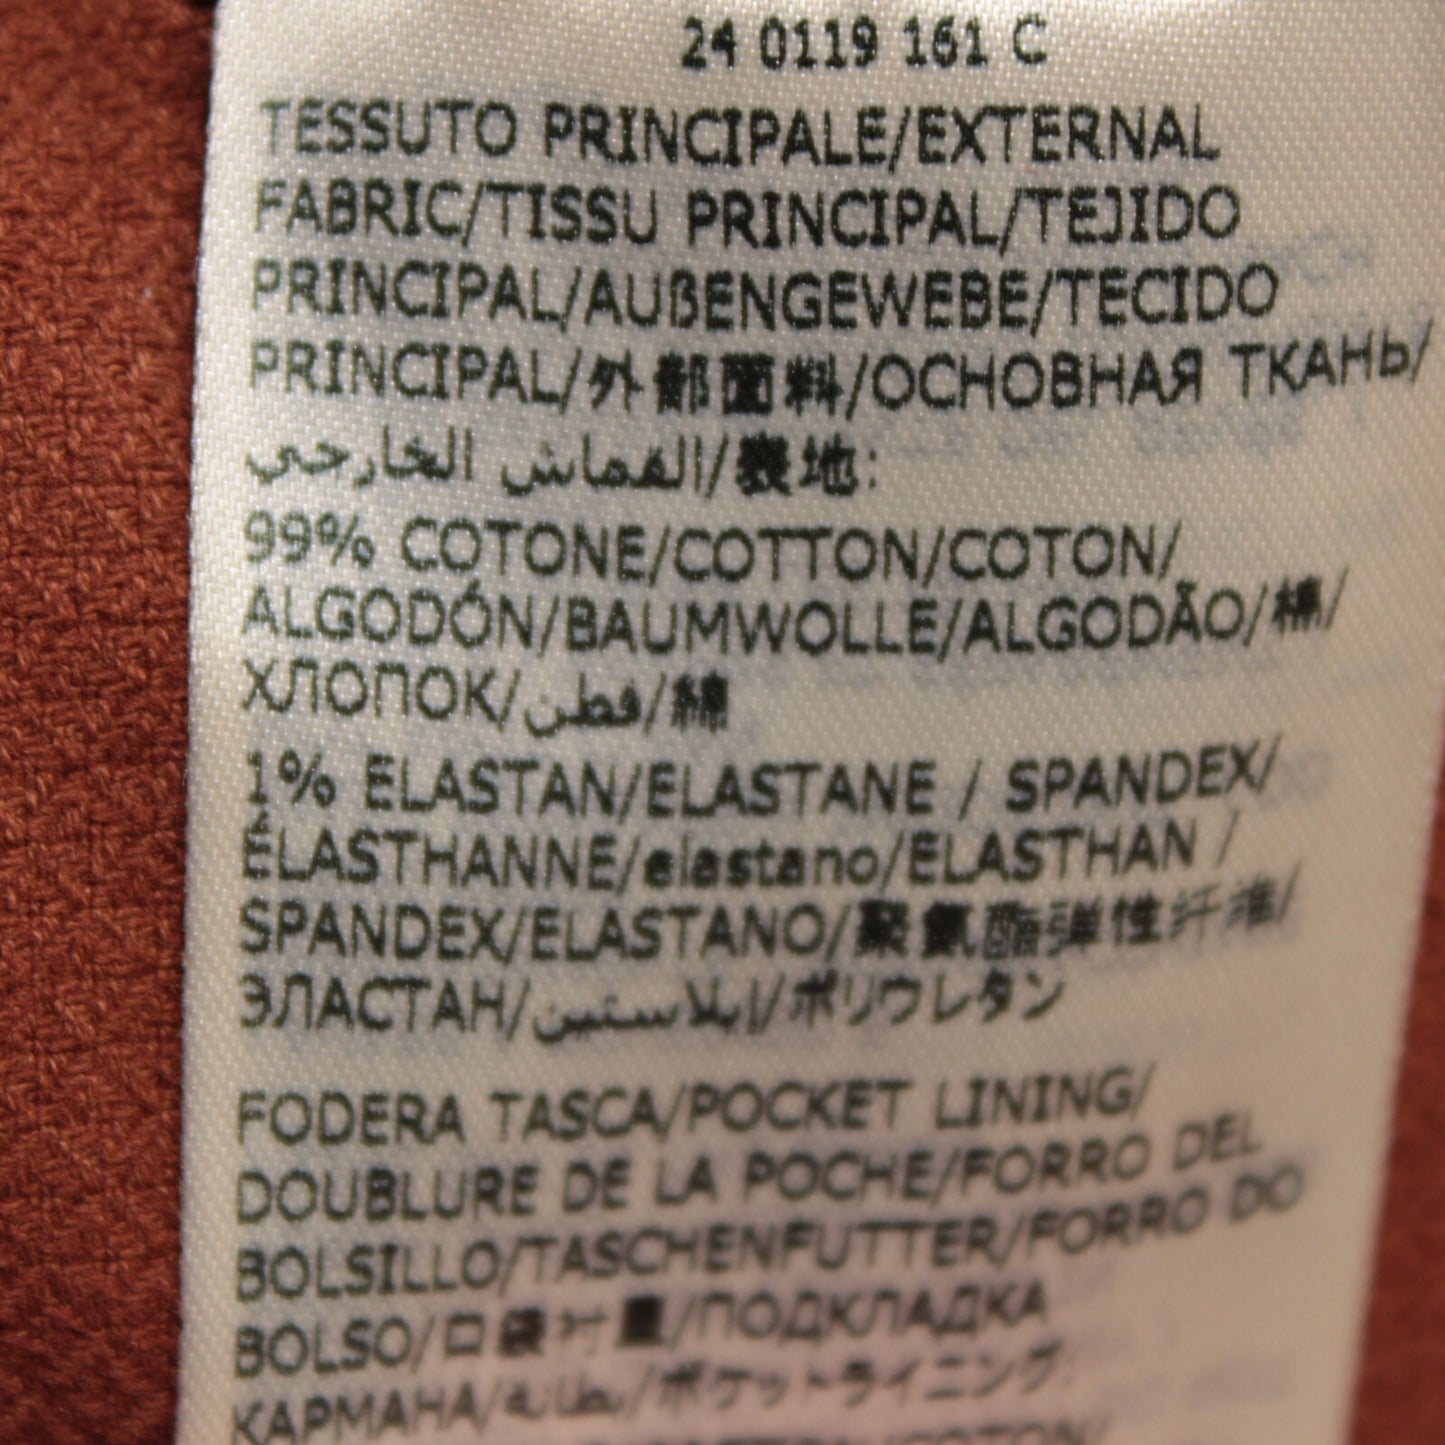 24 0119 161 C
TESSUTO PRINCIPALE/EXTERNAL
FABRIC/TISSU PRINCIPAL/TEJIDO
PRINCIPAL/AUßENGEWEBE/TECIDO
PRINCIPAL/外部面料/ОСНОВНАЯ ТКАНЬ/
القماش الخارجي/表地:
99% COTONE/COTTON/COTON/
ALGODÓN/BAUMWOLLE/ALGODÃO/棉/
ХЛОПОК/قطن/綿
1% ELASTAN/ELASTANE / SPANDEX/
ÉLASTHANNE/elastano/ELASTHAN /
SPANDEX/ELASTANO/聚氨酯弹性纤维/
ЭЛАСТАН/إيلاستين/ポリウレタン
FODERA TASCA/POCKET LINING/
DOUBLURE DE LA POCHE/FORRO DEL
BOLSILLO/TASCHENFUTTER/FORRO DO
BOLSO/口袋衬里/ПОДКЛАДКА
КАРМАНА/بطانة/ポケットライニング: